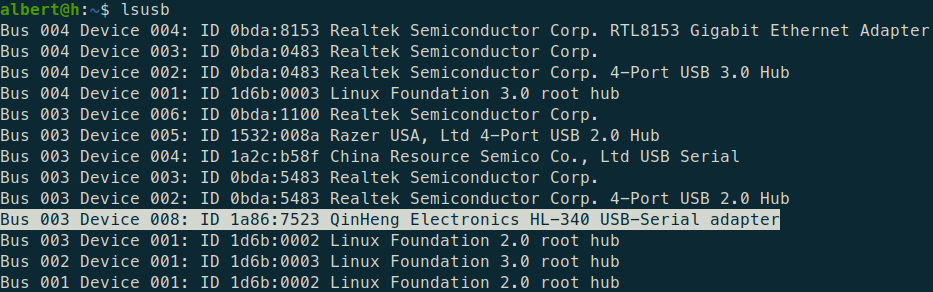 albert@h:~$ lsusb
Bus 004 Device 004: ID 0bda:8153 Realtek Semiconductor Corp. RTL8153 Gigabit Ethernet Adapter
Bus 004 Device 003: ID 0bda:0483 Realtek Semiconductor Corp.
Bus 004 Device 002: ID 0bda:0483 Realtek Semiconductor Corp. 4-Port USB 3.0 Hub
Bus 004 Device 001: ID 1d6b:0003 Linux Foundation 3.0 root hub
Bus 003 Device 006: ID 0bda:1100 Realtek Semiconductor Corp.
Bus 003 Device 005: ID 1532:008a Razer USA, Ltd 4-Port USB 2.0 Hub
Bus 003 Device 004: ID 1a2c:b58f China Resource Semico Co., Ltd USB Serial
Bus 003 Device 003: ID 0bda:5483 Realtek Semiconductor Corp.
Bus 003 Device 002: ID 0bda:5483 Realtek Semiconductor Corp. 4-Port USB 2.0 Hub
Bus 003 Device 008: ID 1a86:7523 QinHeng Electronics HL-340 USB-Serial adapter
Bus 003 Device 001: ID 1d6b:0002 Linux Foundation 2.0 root hub
Bus 002 Device 001: ID 1d6b:0003 Linux Foundation 3.0 root hub
Bus 001 Device 001: ID 1d6b:0002 Linux Foundation 2.0 root hub